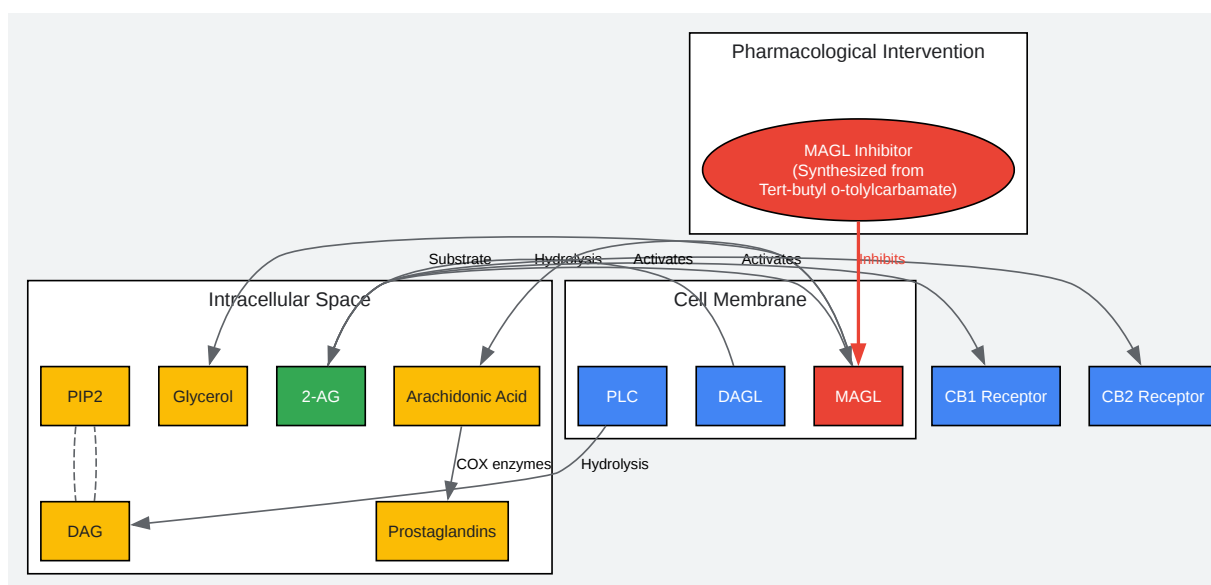 Pharmacological Intervention
MAGL Inhibitor
(Synthesized from
Tert-butyl o-tolylcarbamate)
Substrate
Hydrolysis
Activates
Activates
Inhibits
Intracellular Space
Cell Membrane
PIP2
Glycerol
2-AG
Arachidonic Acid
PLC
DAGL
MAGL
CB1 Receptor
CB2 Receptor
COX enzymes
Hydrolysis
DAG
Prostaglandins